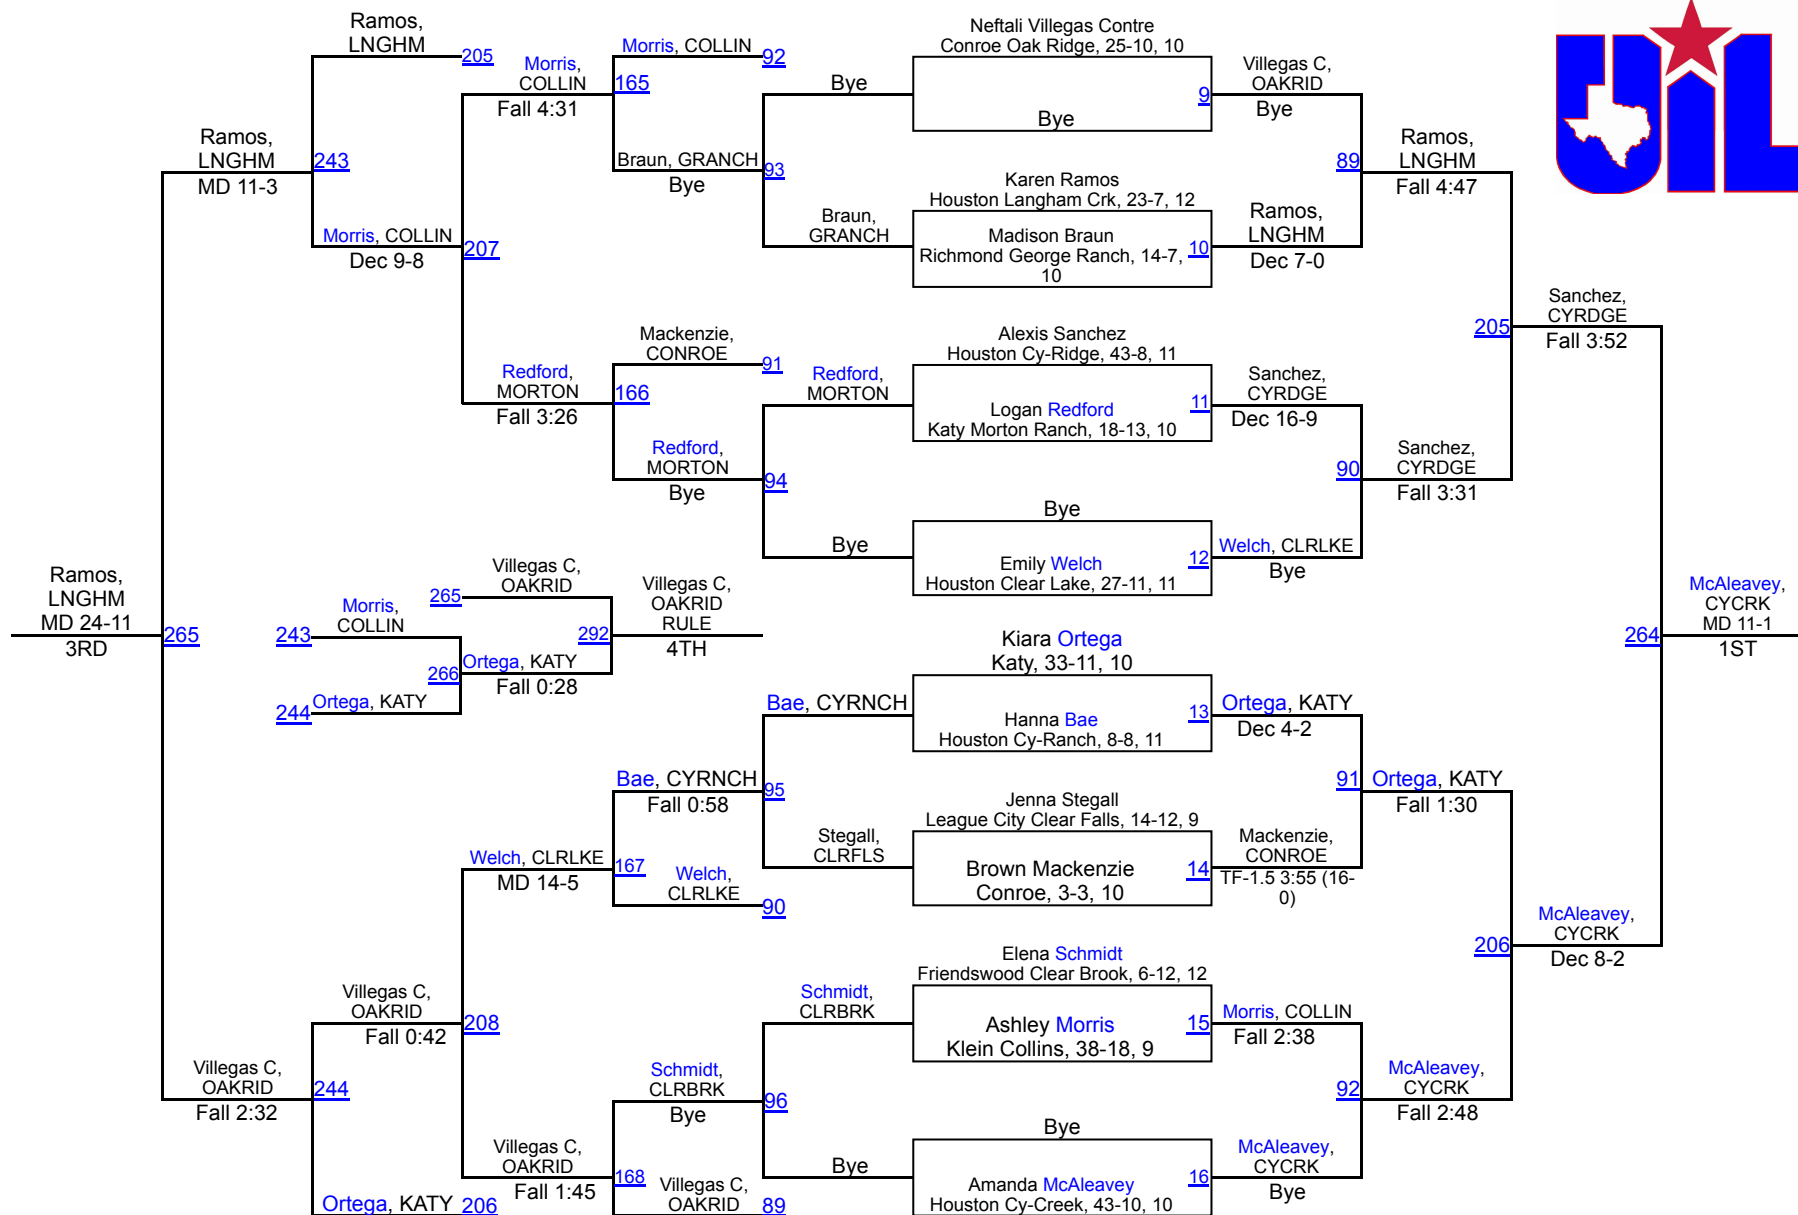 Ramos,
LNGHM
205
Morris,
COLLIN
Fall 4:31
Morris, COLLIN
92
165
Bye
Neftali Villegas Contre
Conroe Oak Ridge, 25-10, 10
Bye
9
Villegas C,
OAKRID
Bye
UIL
Ramos,
LNGHM
MD 11-3
243
Braun, GRANCH
Bye
93
89
Ramos,
LNGHM
Fall 4:47
Karen Ramos
Houston Langham Crk, 23-7, 12
Braun,
GRANCH
Madison Braun
Richmond George Ranch, 14-7,
10
10
Ramos,
LNGHM
Dec 7-0
Morris, COLLIN
Dec 9-8
207
Sanchez,
CYRDGE
Fall 3:52
205
Mackenzie,
CONROE
91
Alexis Sanchez
Houston Cy-Ridge, 43-8, 11
Redford,
MORTON
Fall 3:26
166
Redford,
MORTON
Logan Redford
Katy Morton Ranch, 18-13, 10
11
Sanchez,
CYRDGE
Dec 16-9
Redford,
MORTON
Bye
94
90
Sanchez,
CYRDGE
Fall 3:31
Bye
Bye
Emily Welch
Houston Clear Lake, 27-11, 11
12
Welch, CLRLKE
Bye
Ramos,
LNGHM
MD 24-11
3RD
265
Villegas C,
OAKRID
265
Morris,
COLLIN
243
292
Villegas C,
OAKRID
RULE
4TH
266
Ortega, KATY
Fall 0:28
244
Ortega, KATY
McAleavey,
CYCRK
MD 11-1
1ST
264
Kiara Ortega
Katy, 33-11, 10
Bae, CYRNCH
Hanna Bae
Houston Cy-Ranch, 8-8, 11
13
Ortega, KATY
Dec 4-2
Bae, CYRNCH
Fall 0:58
95
91
Ortega, KATY
Fall 1:30
Jenna Stegall
League City Clear Falls, 14-12, 9
Stegall,
CLRFLS
Brown Mackenzie
Conroe, 3-3, 10
14
Mackenzie,
CONROE
TF-1.5 3:55 (16-
0)
Welch, CLRLKE
MD 14-5
167
Welch,
CLRLKE
90
McAleavey,
CYCRK
Dec 8-2
206
Elena Schmidt
Friendswood Clear Brook, 6-12, 12
Schmidt,
CLRBRK
Ashley Morris
Klein Collins, 38-18, 9
15
Morris, COLLIN
Fall 2:38
Villegas C,
OAKRID
Fall 0:42
208
Villegas C,
OAKRID
Fall 2:32
244
Schmidt,
CLRBRK
Bye
96
92
McAleavey,
CYCRK
Fall 2:48
Bye
Bye
Amanda McAleavey
Houston Cy-Creek, 43-10, 10
16
McAleavey,
CYCRK
Bye
Villegas C,
OAKRID
Fall 1:45
168
Villegas C,
OAKRID
89
Ortega, KATY
206